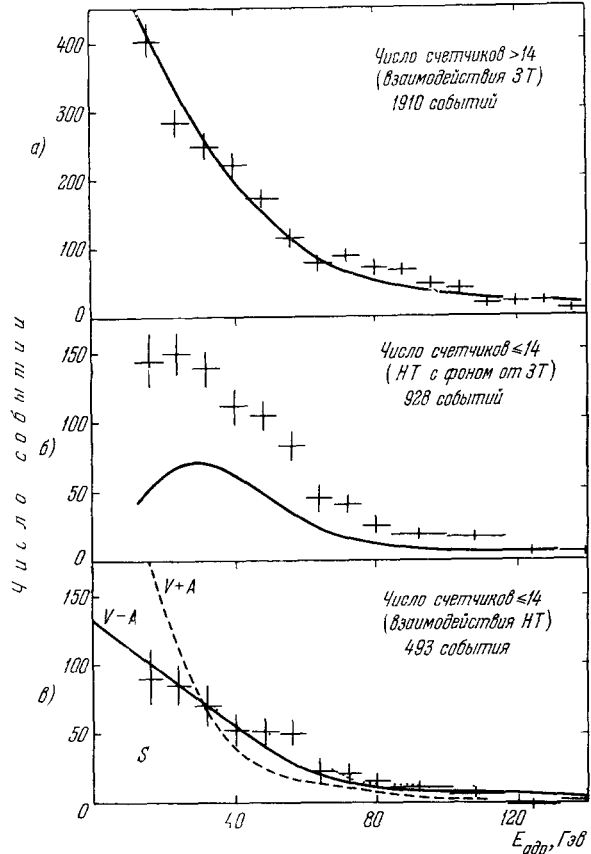 Число событий
а)
400
300
200
100
0
Число счетчиков >14
(взаимодействия ЗТ)
1910 событий
б)
150
100
50
0
Число счетчиков ≤14
(НТ с фоном от ЗТ)
928 событий
в)
150
100
50
0
V−A
V+A
S
Число счетчиков ≤14
(взаимодействия НТ)
493 события
40
80
120
Eадр, Гэв